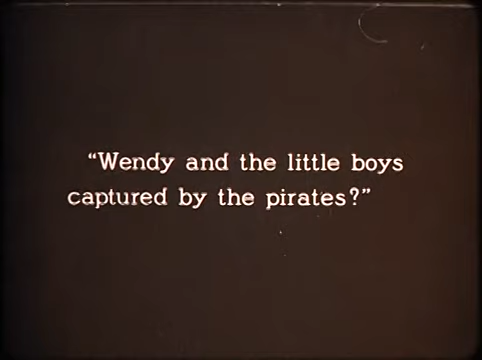 “Wendy and the little boys
captured by the pirates?”